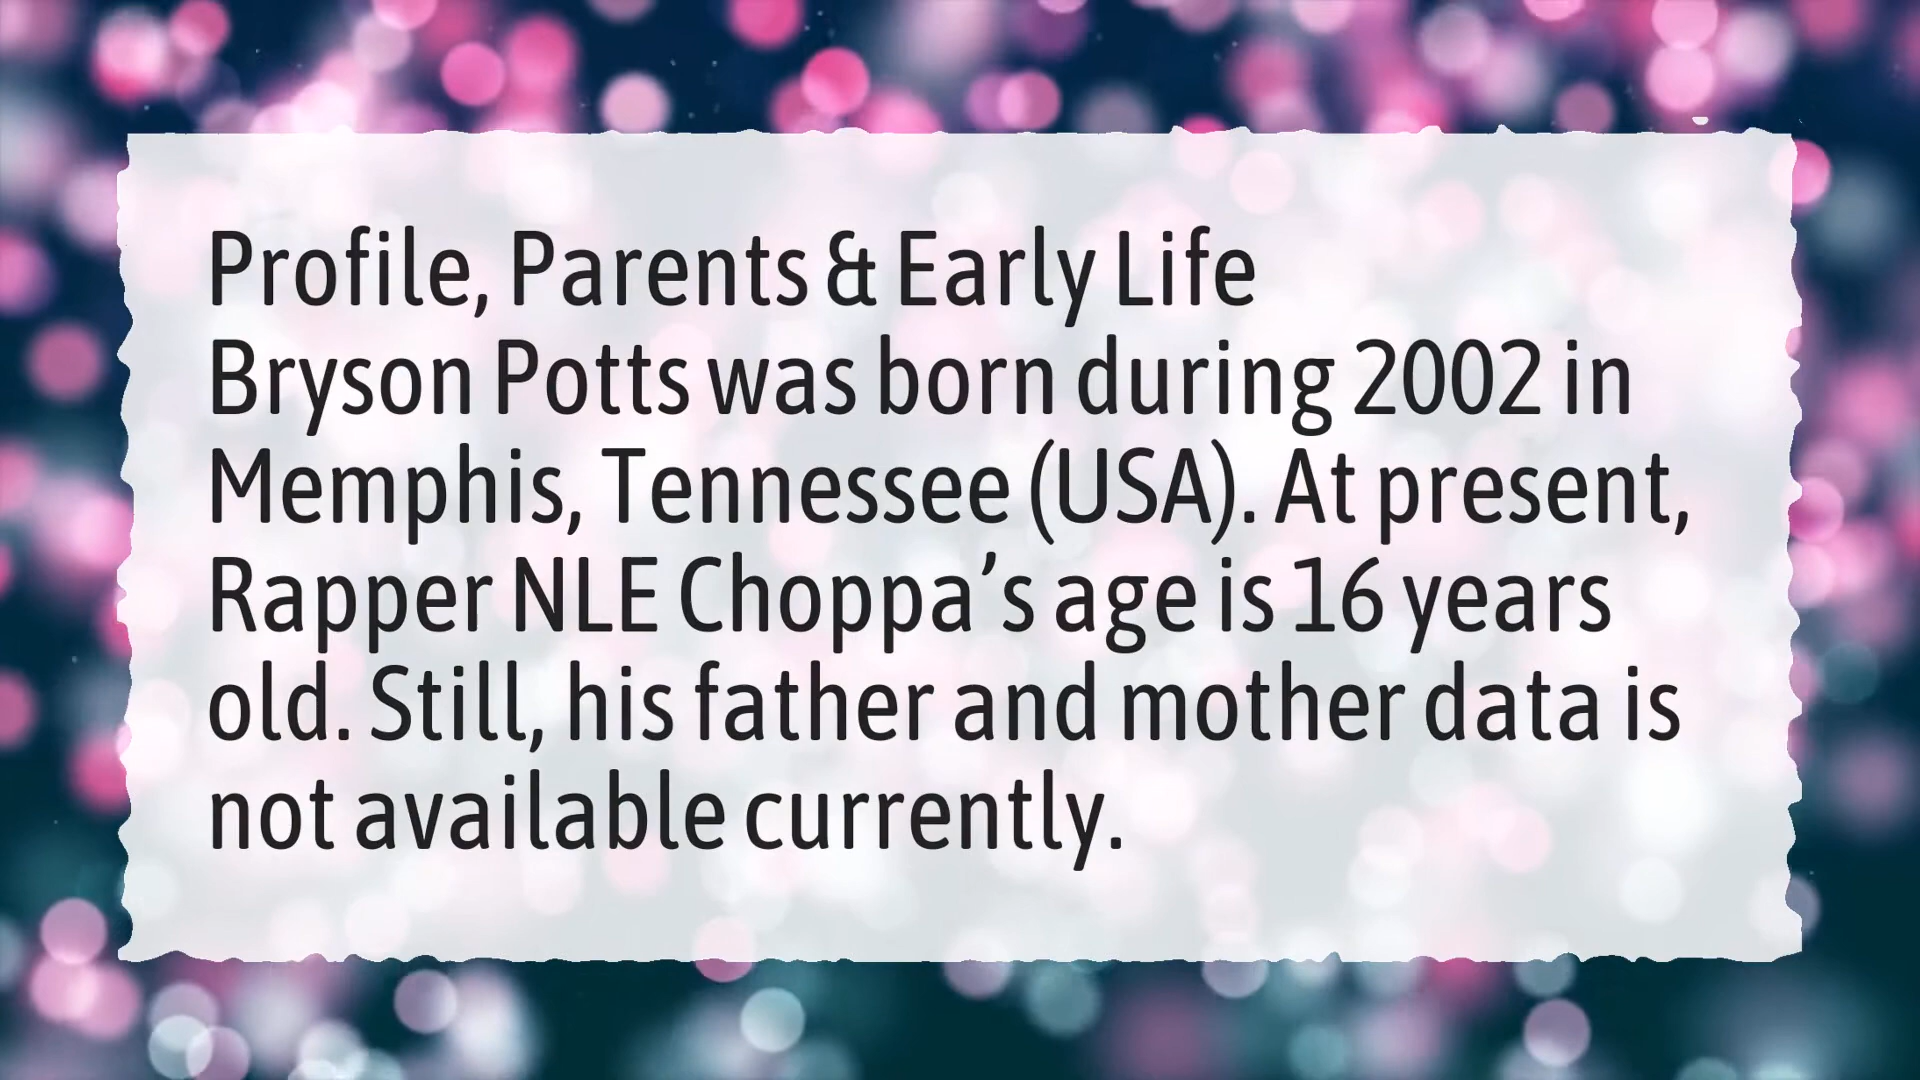 Profile, Parents & Early Life
Bryson Potts was born during 2002 in
Memphis, Tennessee (USA). At present,
Rapper NLE Choppa’s age is 16 years
old. Still, his father and mother data is
not available currently.